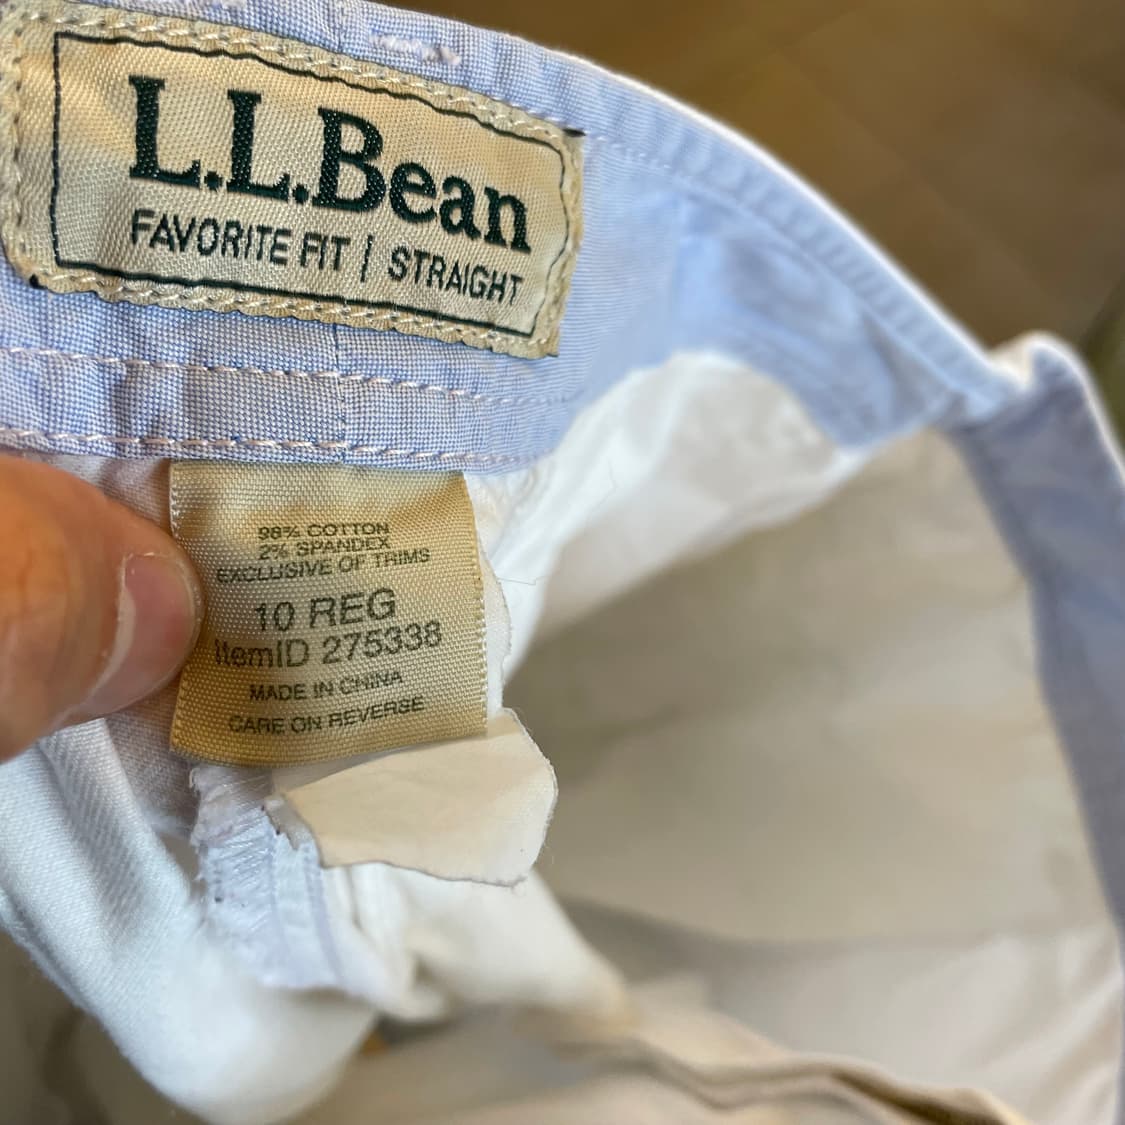 L.L.Bean
FAVORITE FIT | STRAIGHT
98% COTTON
2% SPANDEX
EXCLUSIVE OF TRIMS
10 REG
ItemID 275338
MADE IN CHINA
CARE ON REVERSE